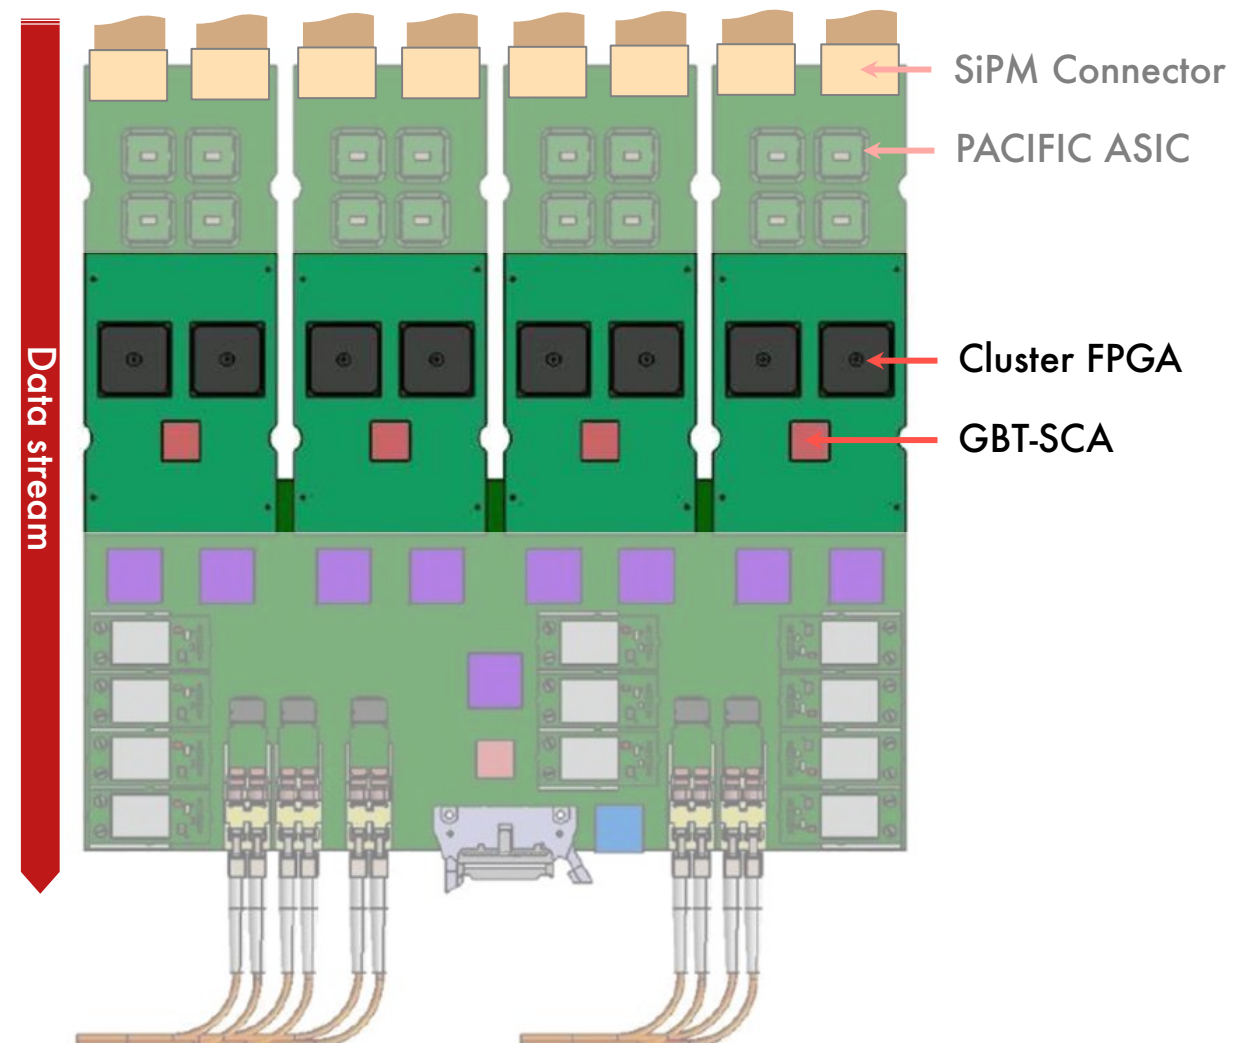 SiPM Connector
PACIFIC ASIC
Cluster FPGA
GBT-SCA
Data stream